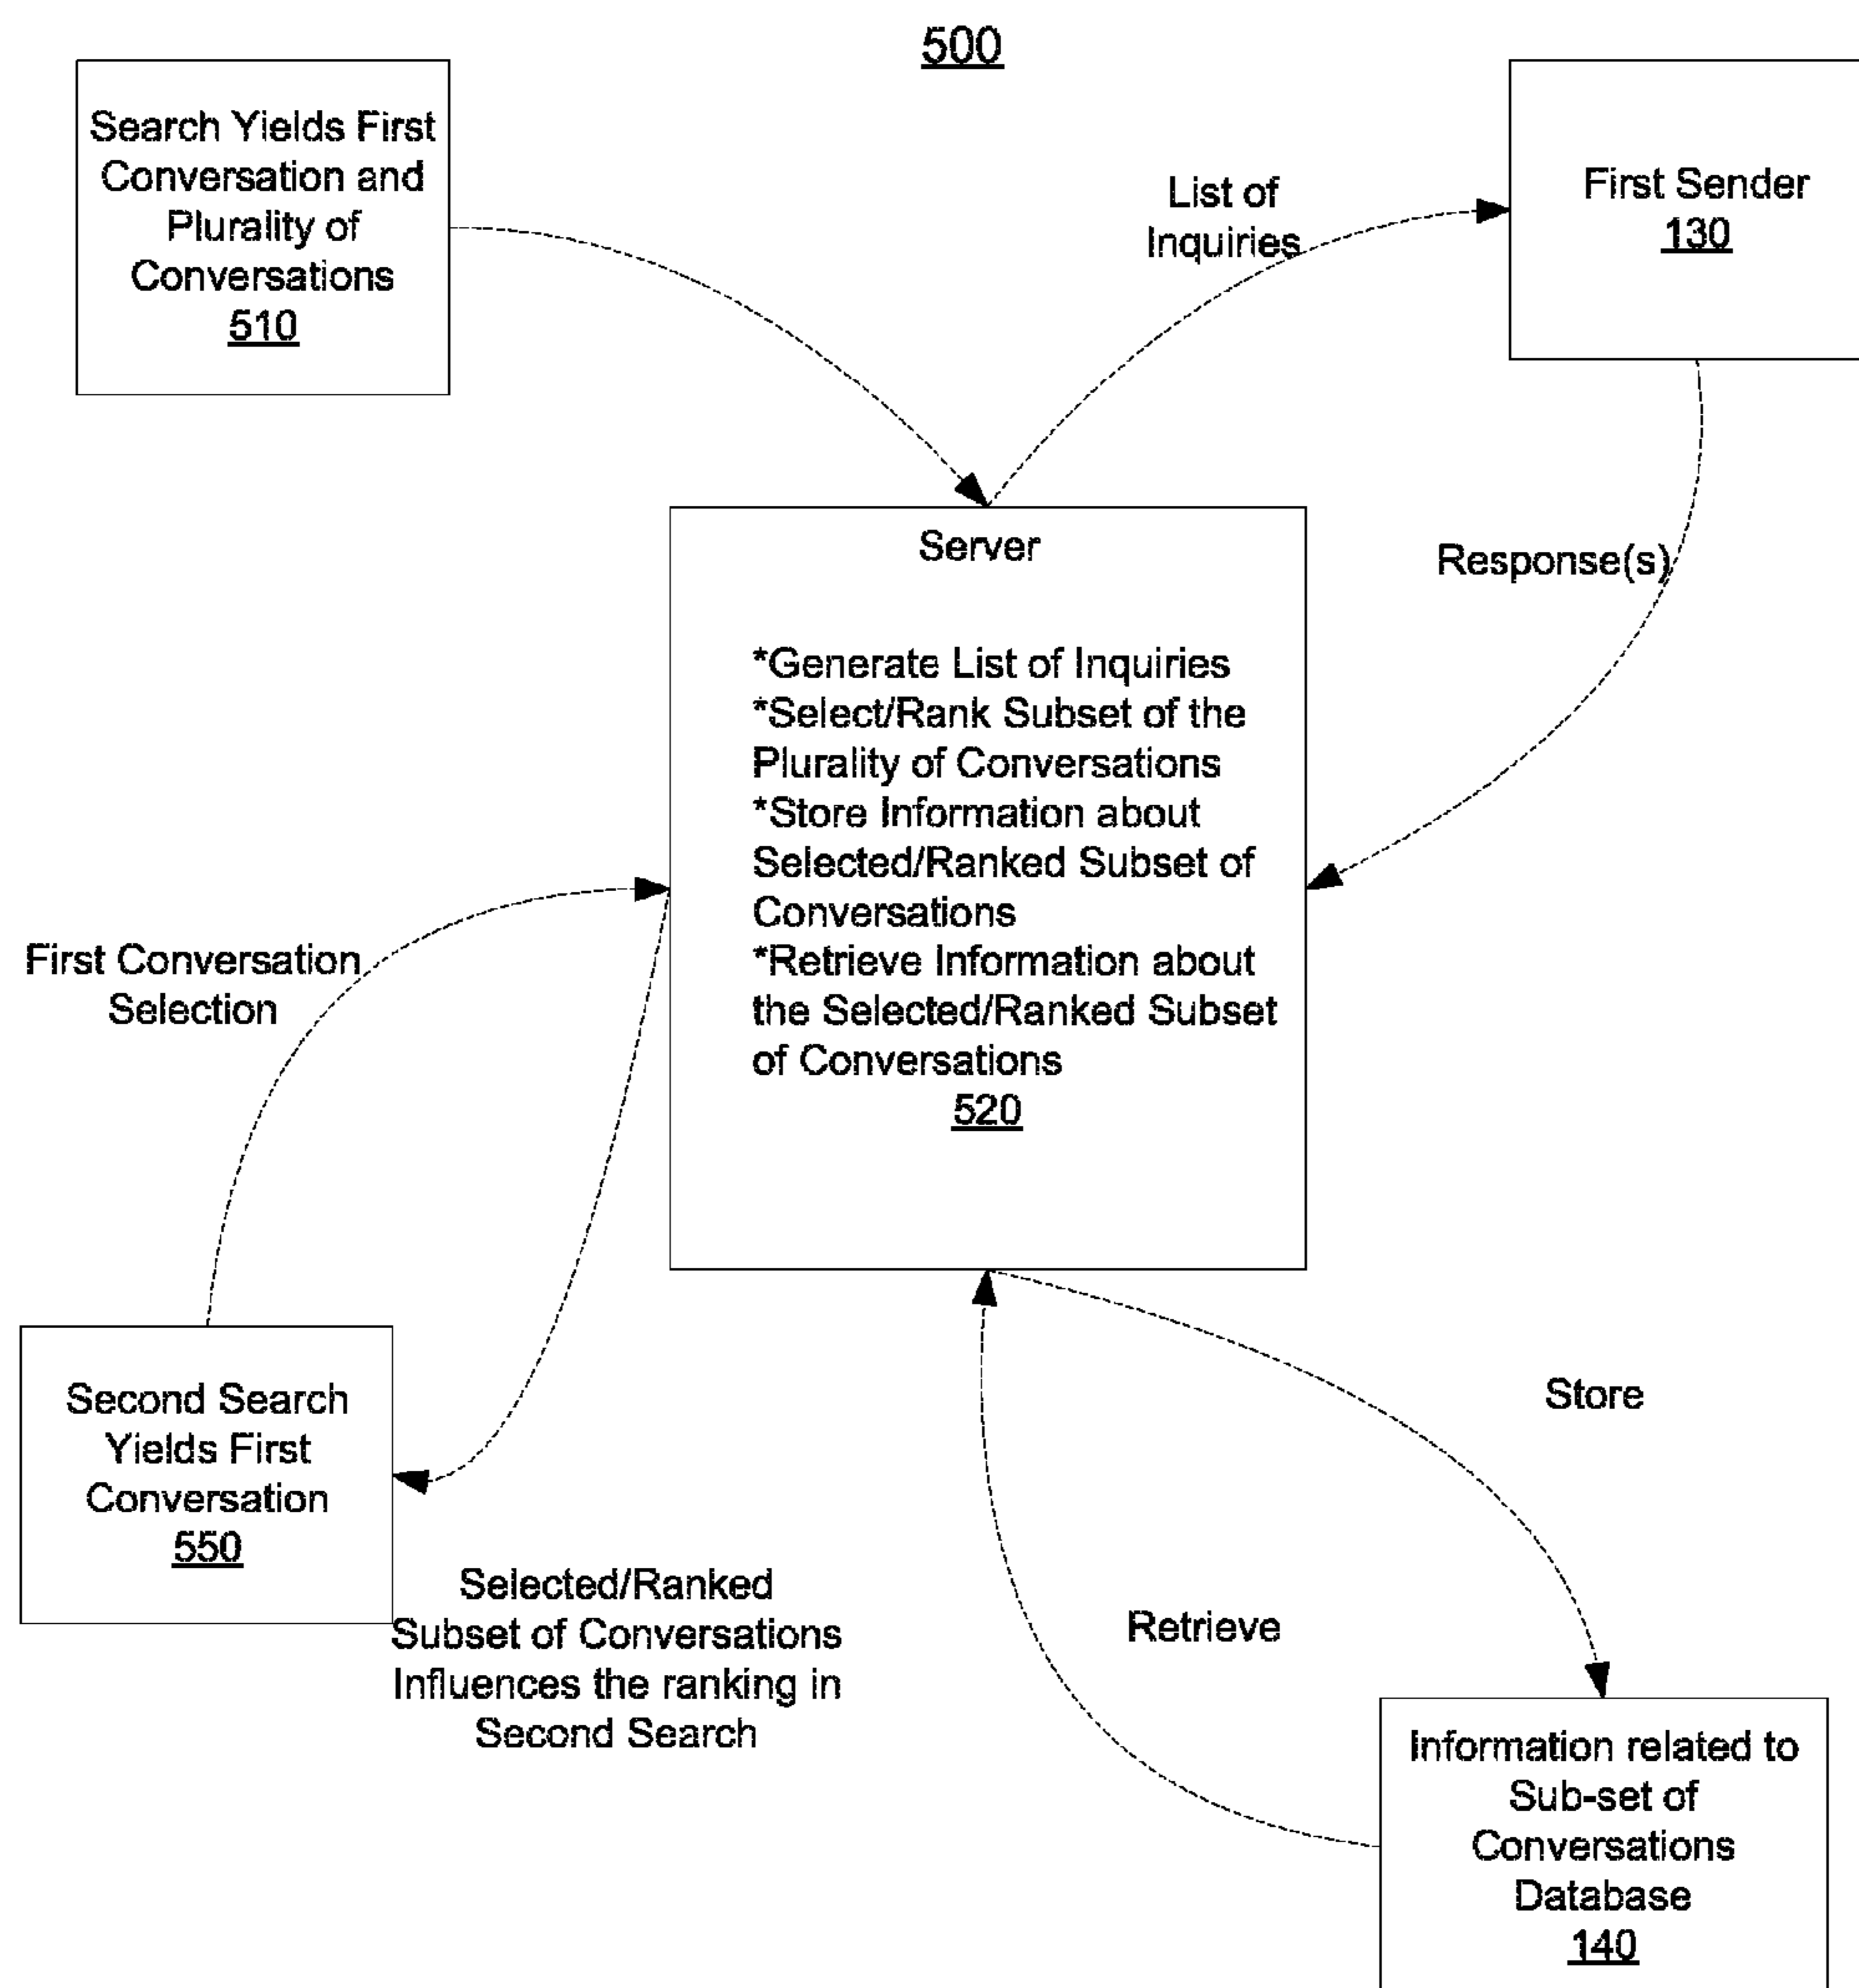 500
Search Yields First
Conversation and
Plurality of
Conversations
510
List of
Inquiries
First Sender
130
Response(s)
Server
*Generate List of Inquiries
*Select/Rank Subset of the
Plurality of Conversations
*Store Information about
Selected/Ranked Subset of
Conversations
*Retrieve Information about
the Selected/Ranked Subset
of Conversations
520
First Conversation
Selection
Second Search
Yields First
Conversation
550
Selected/Ranked
Subset of Conversations
Influences the ranking in
Second Search
Store
Retrieve
Information related to
Sub-set of
Conversations
Database
140